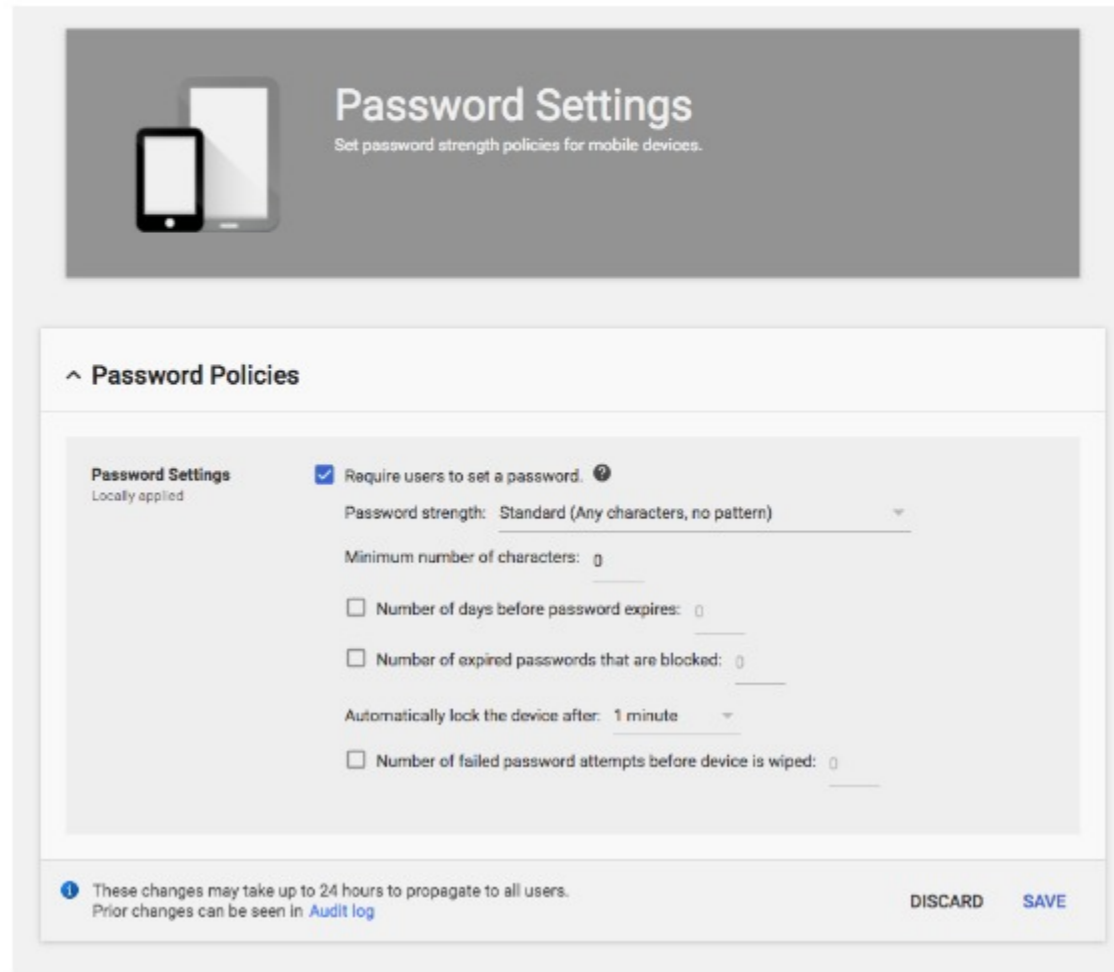 Password Settings
Set password strength policies for mobile devices.
Password Policies
Password Settings
Locally applied
Require users to set a password.
Password strength: Standard (Any characters, no pattern)
Minimum number of characters: 0
Number of days before password expires: 0
Number of expired passwords that are blocked: 0
Automatically lock the device after: 1 minute
Number of failed password attempts before device is wiped: 0
These changes may take up to 24 hours to propagate to all users.
Prior changes can be seen in Audit log
DISCARD SAVE